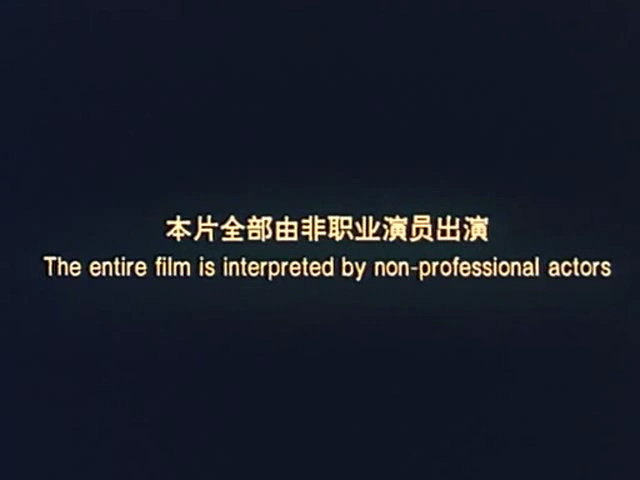 本片全部由非职业演员出演
The entire film is interpreted by non-professional actors